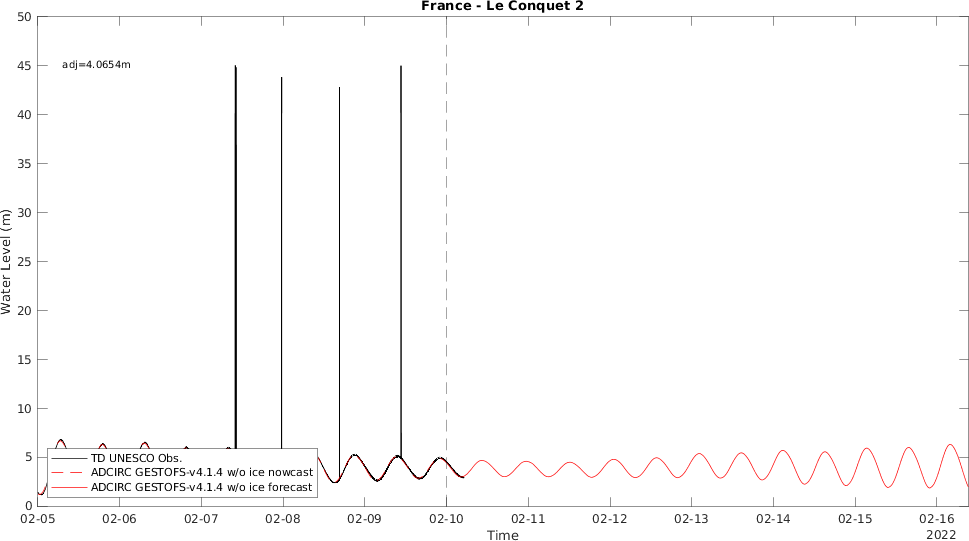 France - Le Conquet 2
50
45
40
35
30
25
20
15
10
5
0
Water Level (m)
adj=4.0654m
TD UNESCO Obs.
ADCIRC GESTOFS-v4.1.4 w/o ice nowcast
ADCIRC GESTOFS-v4.1.4 w/o ice forecast
02-05 02-06 02-07 02-08 02-09 02-10 02-11 02-12 02-13 02-14 02-15 02-16
2022
Time